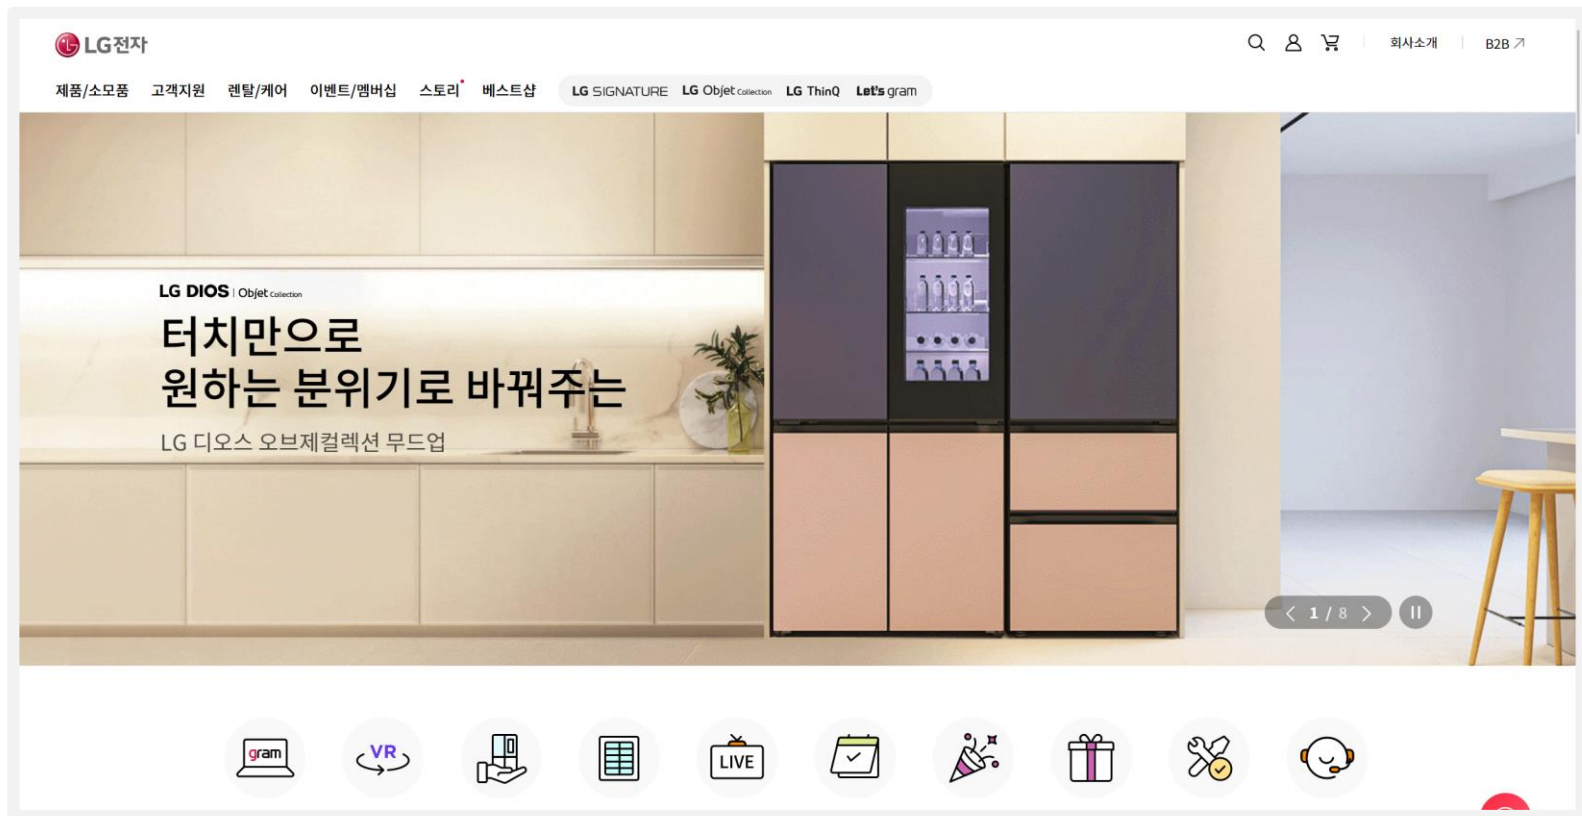 LG전자
회사소개
B2B
제품/소모품 고객지원 렌탈/케어 이벤트/멤버십 스토리 베스트샵 LG SIGNATURE LG Objet Collection LG ThinQ Let's gram
LG DIOS | Objet Collection
터치만으로
원하는 분위기로 바꿔주는
LG 디오스 오브제컬렉션 무드업
1 / 8
gram
VR
LIVE